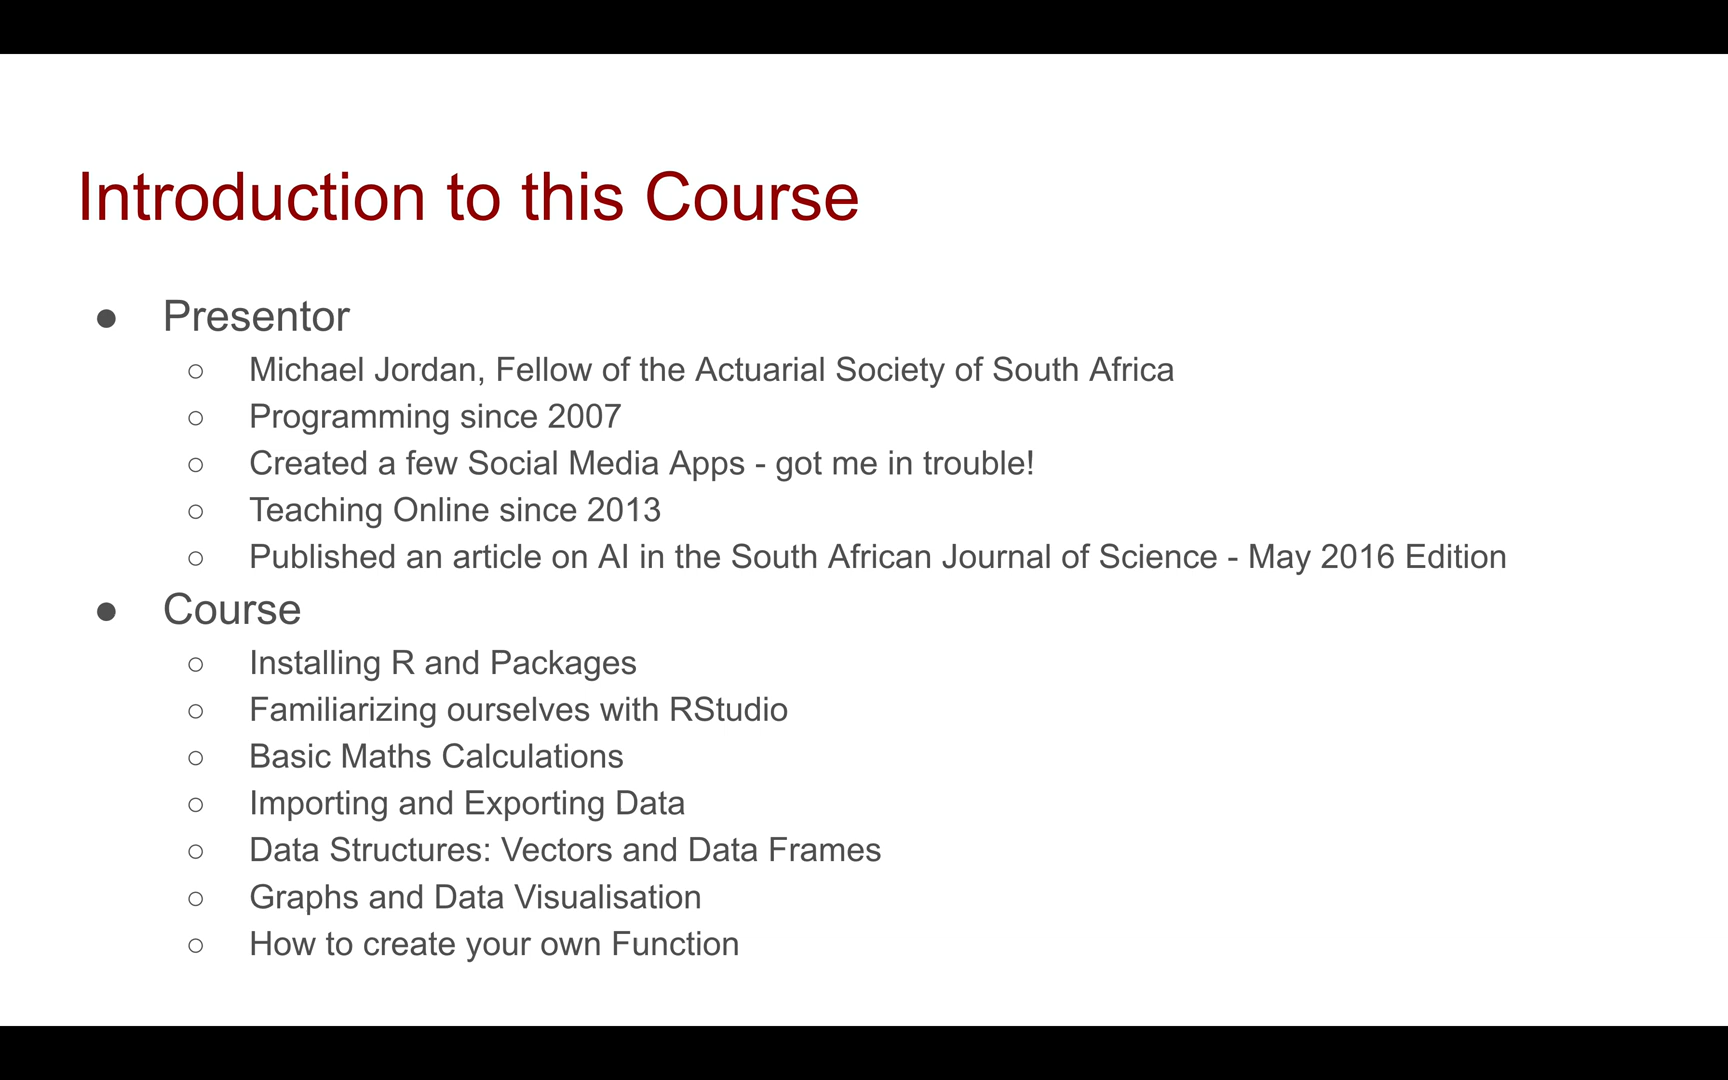 Introduction to this Course
● Presentor
○ Michael Jordan, Fellow of the Actuarial Society of South Africa
○ Programming since 2007
○ Created a few Social Media Apps - got me in trouble!
○ Teaching Online since 2013
○ Published an article on AI in the South African Journal of Science - May 2016 Edition
● Course
○ Installing R and Packages
○ Familiarizing ourselves with RStudio
○ Basic Maths Calculations
○ Importing and Exporting Data
○ Data Structures: Vectors and Data Frames
○ Graphs and Data Visualisation
○ How to create your own Function